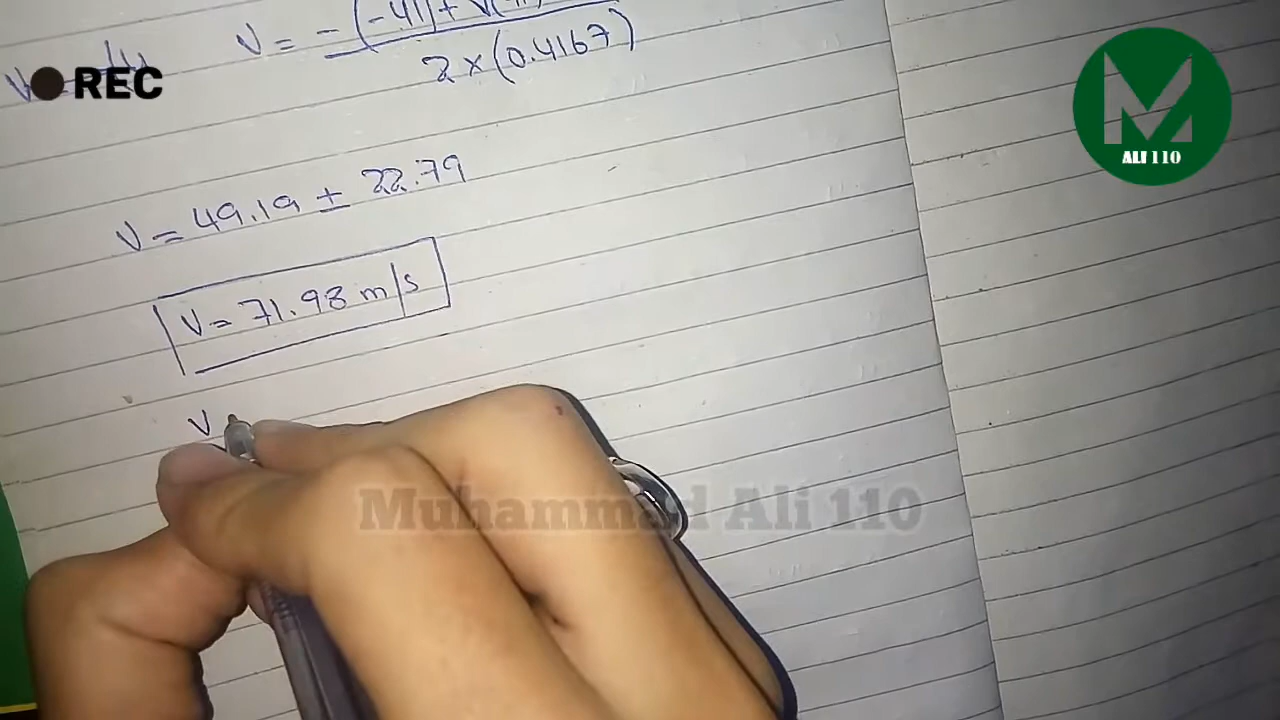 V = -(-41) + √(
2 × (0.4167)
REC
M
ALI 110
V = 49.19 ± 22.79
V = 71.98 m/s
V
Muhammad Ali 110